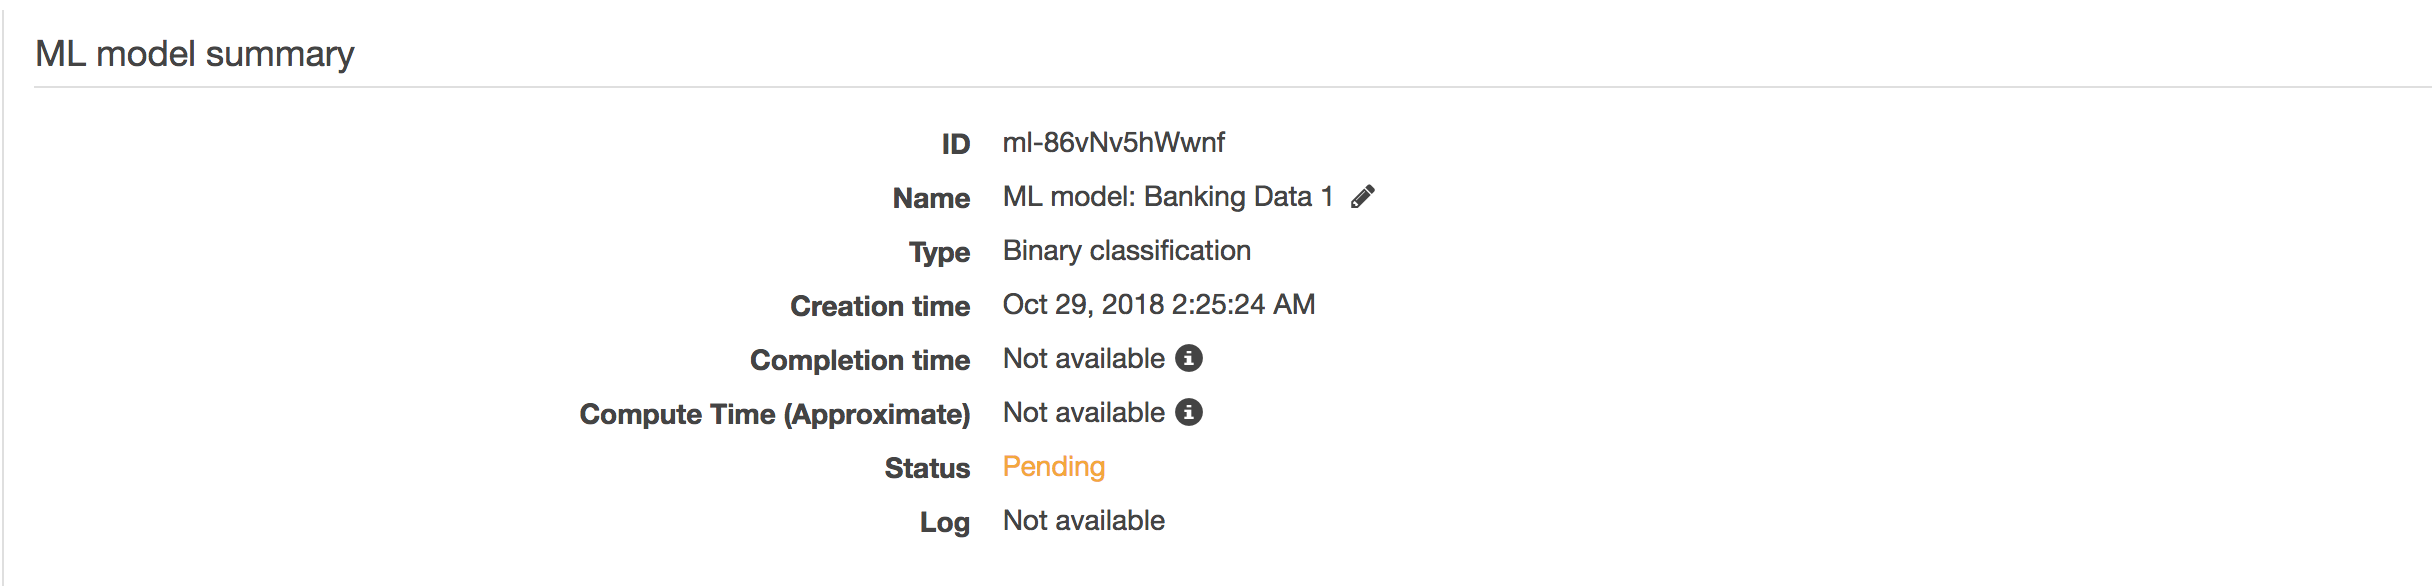 ML model summary
ID ml-86vNv5hWwnf
Name ML model: Banking Data 1
Type Binary classification
Creation time Oct 29, 2018 2:25:24 AM
Completion time Not available
Compute Time (Approximate) Not available
Status Pending
Log Not available